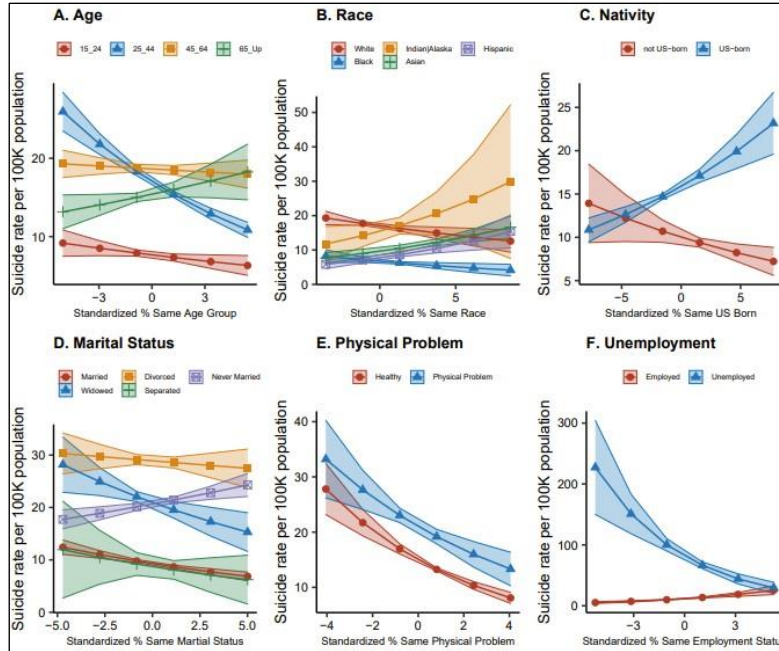 A. Age
15_24 25_44 45_64 65_Up
Suicide rate per 100K population
20
10
−3 0 3
Standardized % Same Age Group
B. Race
White Indian|Alaska Hispanic
Black Asian
Suicide rate per 100K population
50
40
30
20
10
0
0 5
Standardized % Same Race
C. Nativity
not US-born US-born
Suicide rate per 100K population
25
20
15
10
5
−5 0 5
Standardized % Same US Born
D. Marital Status
Married Divorced Never Married
Widowed Separated
Suicide rate per 100K population
30
20
10
0
−5.0 −2.5 0.0 2.5 5.0
Standardized % Same Martial Status
E. Physical Problem
Healthy Physical Problem
Suicide rate per 100K population
40
30
20
10
−4 −2 0 2 4
Standardized % Same Physical Problem
F. Unemployment
Employed Unemployed
Suicide rate per 100K population
300
200
100
0
−3 0 3
Standardized % Same Employment Status